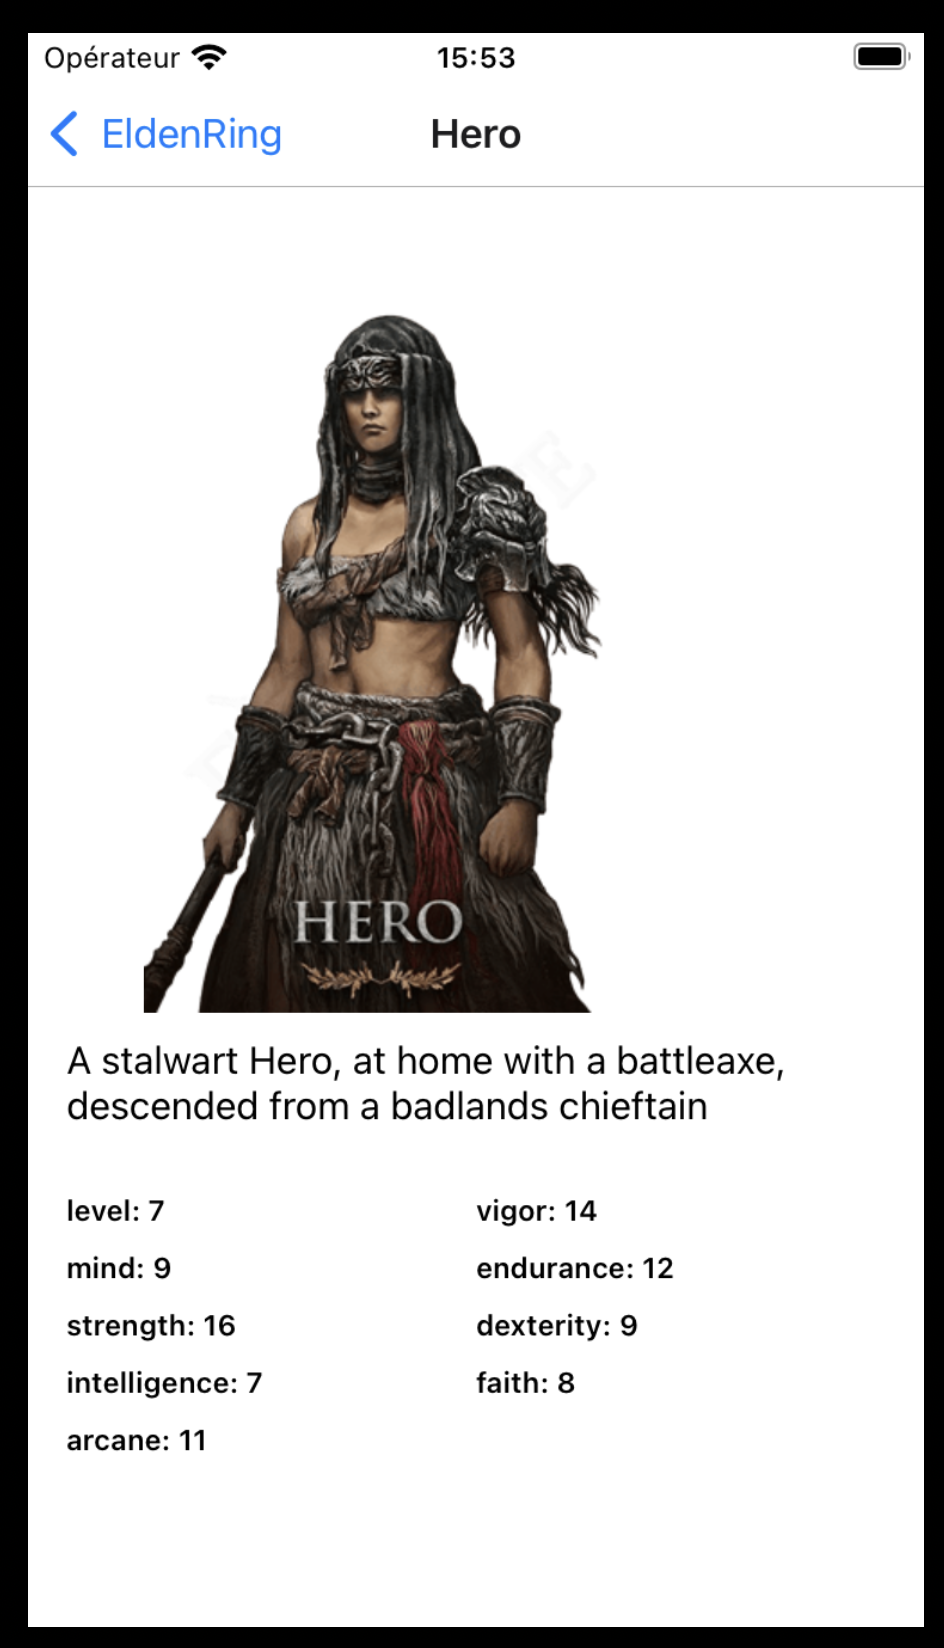 Opérateur 15:53
EldenRing Hero
HERO
A stalwart Hero, at home with a battleaxe,
descended from a badlands chieftain
level: 7 vigor: 14
mind: 9 endurance: 12
strength: 16 dexterity: 9
intelligence: 7 faith: 8
arcane: 11